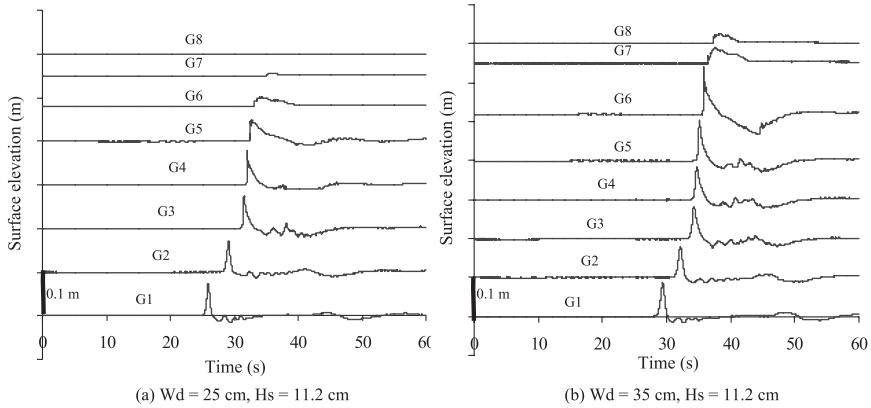 Surface elevation (m)
G8
G7
G6
G5
G4
G3
G2
G1
0.1 m
0 10 20 30 40 50 60
Time (s)
(a) Wd = 25 cm, Hs = 11.2 cm
Surface elevation (m)
G8
G7
G6
G5
G4
G3
G2
G1
0.1 m
0 10 20 30 40 50 60
Time (s)
(b) Wd = 35 cm, Hs = 11.2 cm